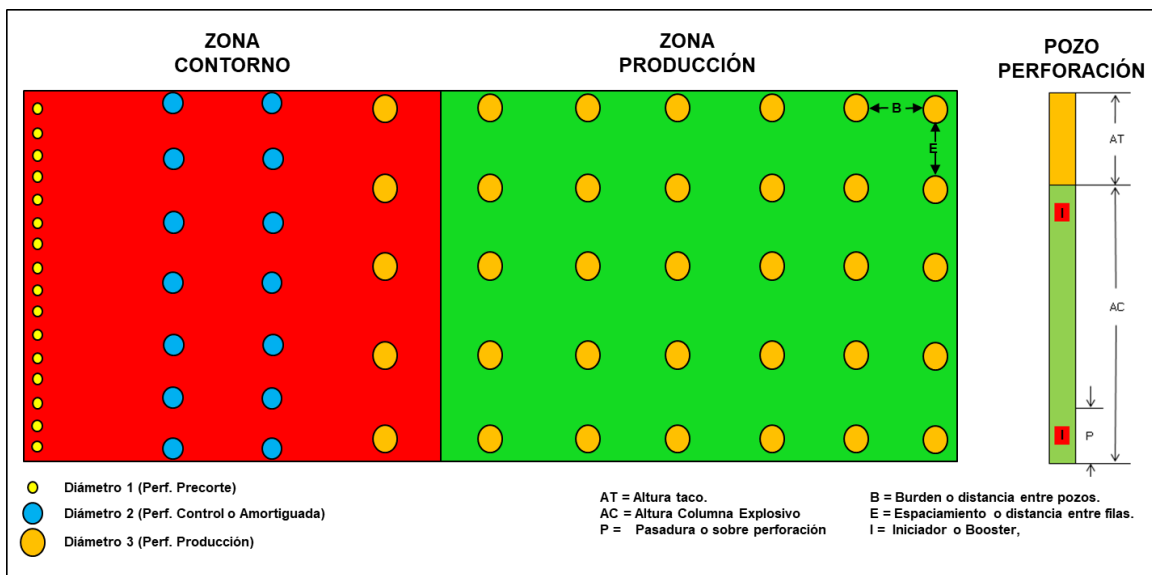 ZONA
CONTORNO
ZONA
PRODUCCIÓN
POZO
PERFORACIÓN
B
E
AT
I
AC
I
P
Diámetro 1 (Perf. Precorte)
Diámetro 2 (Perf. Control o Amortiguada)
Diámetro 3 (Perf. Producción)
AT = Altura taco.
AC = Altura Columna Explosivo
P = Pasadura o sobre perforación
B = Burden o distancia entre pozos.
E = Espaciamiento o distancia entre filas.
I = Iniciador o Booster,